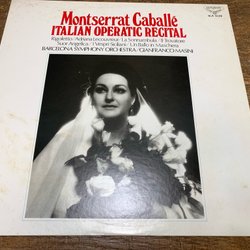 Montserrat Caballé
ITALIAN OPERATIC RECITAL
Rigoletto / Adriana Lecouvreur / La Sonnambula / Il Trovatore
Suor Angelica / I Vespri Siciliani / Un Ballo in Maschera
BARCELONA SYMPHONY ORCHESTRA / GIANFRANCO MASINI